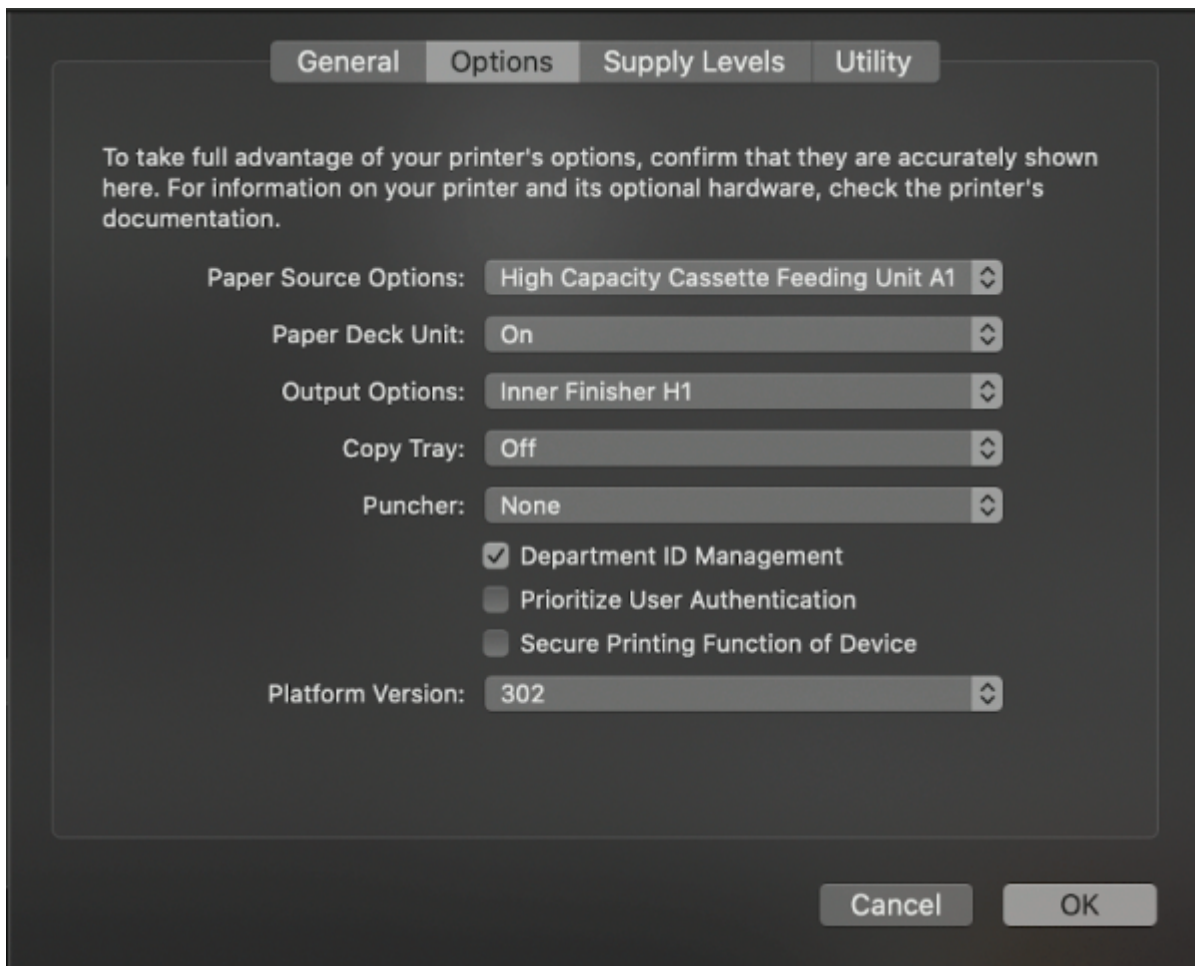 General Options Supply Levels Utility
To take full advantage of your printer's options, confirm that they are accurately shown
here. For information on your printer and its optional hardware, check the printer's
documentation.
Paper Source Options: High Capacity Cassette Feeding Unit A1
Paper Deck Unit: On
Output Options: Inner Finisher H1
Copy Tray: Off
Puncher: None
Department ID Management
Prioritize User Authentication
Secure Printing Function of Device
Platform Version: 302
Cancel OK